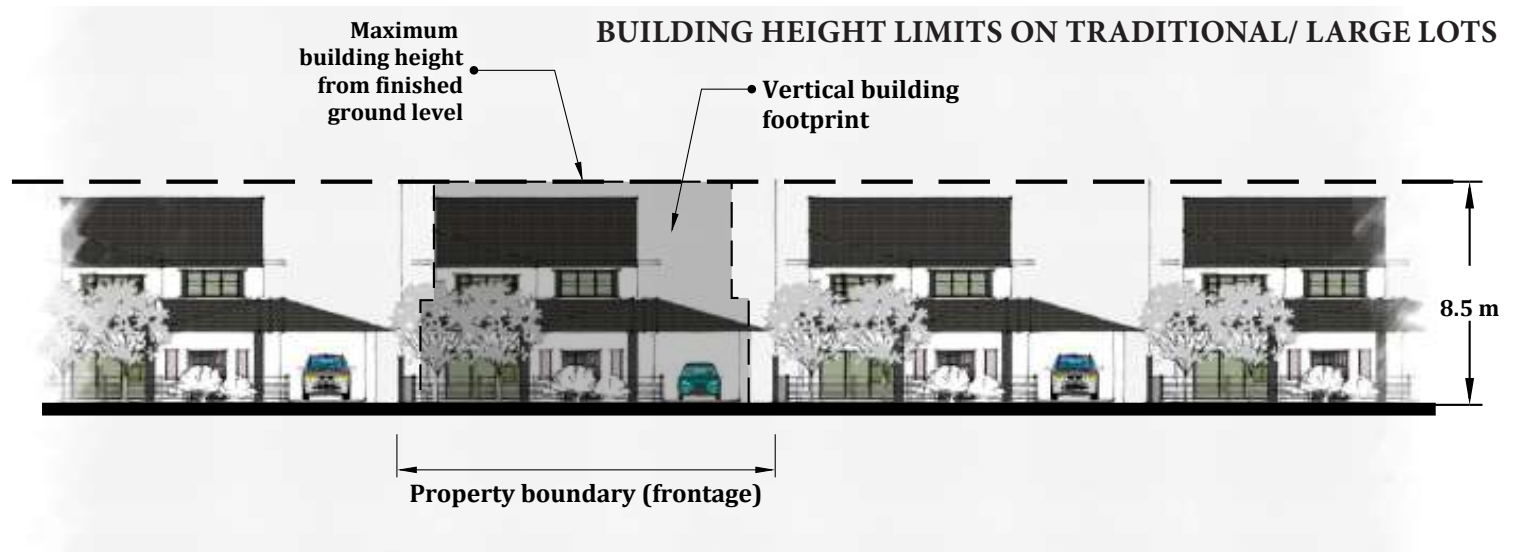 BUILDING HEIGHT LIMITS ON TRADITIONAL/ LARGE LOTS
Maximum
building height
from finished
ground level
Vertical building
footprint
8.5 m
Property boundary (frontage)